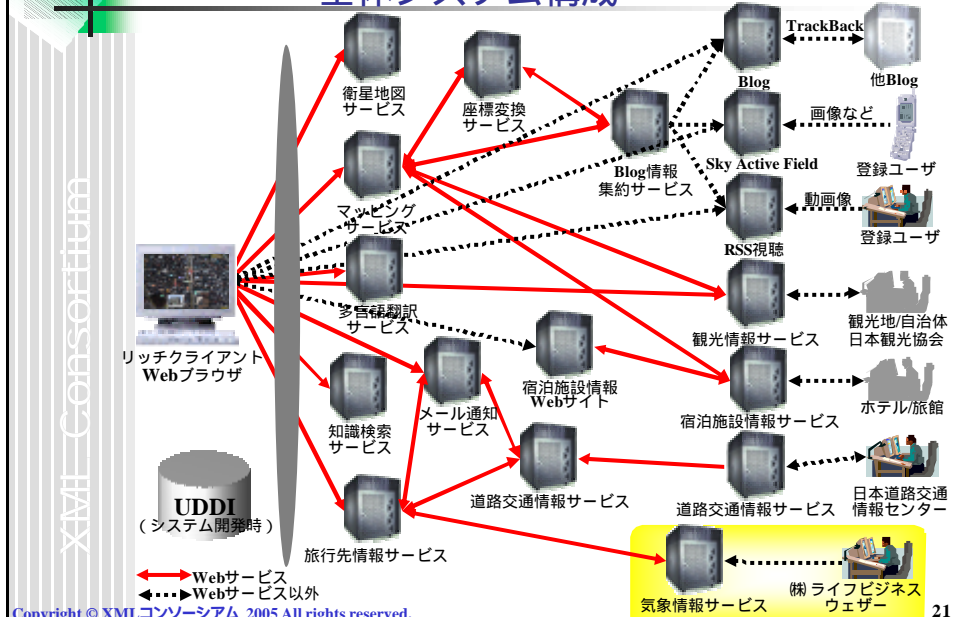 全体システム構成
TrackBack
Blog
他Blog
衛星地図
サービス
座標変換
サービス
Blog情報
集約サービス
画像など
Sky Active Field
登録ユーザ
マッピング
サービス
動画像
RSS視聴
登録ユーザ
XML Consortium
多言語翻訳
サービス
観光情報サービス
観光地/自治体
日本観光協会
リッチクライアント
Webブラウザ
宿泊施設情報
Webサイト
宿泊施設情報サービス
ホテル/旅館
知識検索
サービス
メール通知
サービス
UDDI
（システム開発時）
道路交通情報サービス
道路交通情報サービス
日本道路交通
情報センター
旅行先情報サービス
気象情報サービス
㈱ ライフビジネス
ウェザー
Webサービス
Webサービス以外
Copyright © XMLコンソーシアム 2005 All rights reserved.
21